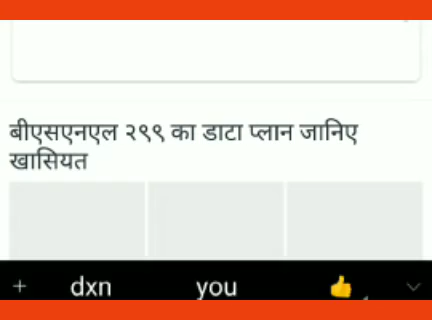 बीएसएनएल २९९ का डाटा प्लान जानिए
खासियत
+ dxn you 👍